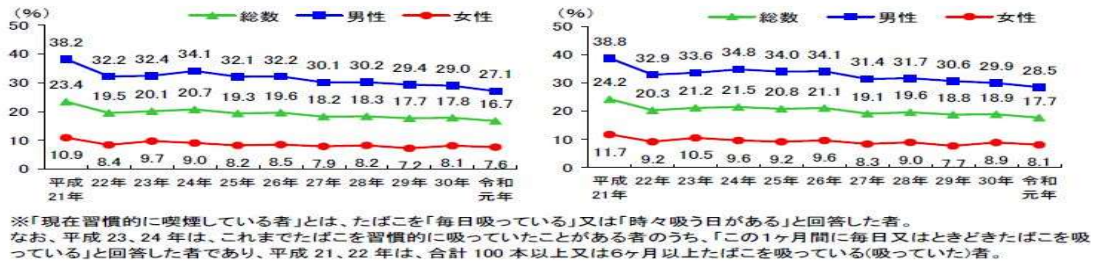 (%)
総数 男性 女性
50
40
30
20
10
0
38.2 32.2 32.4 34.1 32.1 32.2 30.1 30.2 29.4 29.0 27.1
23.4 19.5 20.1 20.7 19.3 19.6 18.2 18.3 17.7 17.8 16.7
10.9 8.4 9.7 9.0 8.2 8.5 7.9 8.2 7.2 8.1 7.6
平成 22年 23年 24年 25年 26年 27年 28年 29年 30年 令和
21年 元年
(%)
総数 男性 女性
50
40
30
20
10
0
38.8 32.9 33.6 34.8 34.0 34.1 31.4 31.7 30.6 29.9 28.5
24.2 20.3 21.2 21.5 20.8 21.1 19.1 19.6 18.8 18.9 17.7
11.7 9.2 10.5 9.6 9.2 9.6 8.3 9.0 7.7 8.9 8.1
平成 22年 23年 24年 25年 26年 27年 28年 29年 30年 令和
21年 元年
※「現在習慣的に喫煙している者」とは、たばこを「毎日吸っている」又は「時々吸う日がある」と回答した者。
なお、平成 23、24 年は、これまでたばこを習慣的に吸っていたことがある者のうち、「この1ヶ月間に毎日又はときどきたばこを吸
っている」と回答した者であり、平成 21、22 年は、合計 100 本以上又は6ヶ月以上たばこを吸っている(吸っていた)者。